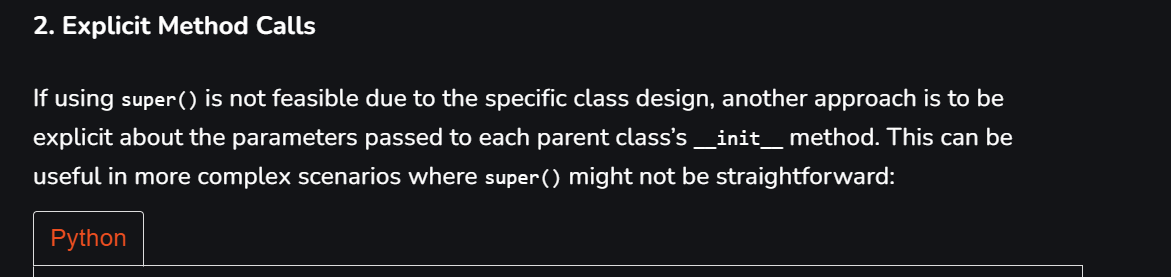 2. Explicit Method Calls
If using super() is not feasible due to the specific class design, another approach is to be
explicit about the parameters passed to each parent class’s __init__ method. This can be
useful in more complex scenarios where super() might not be straightforward:
Python